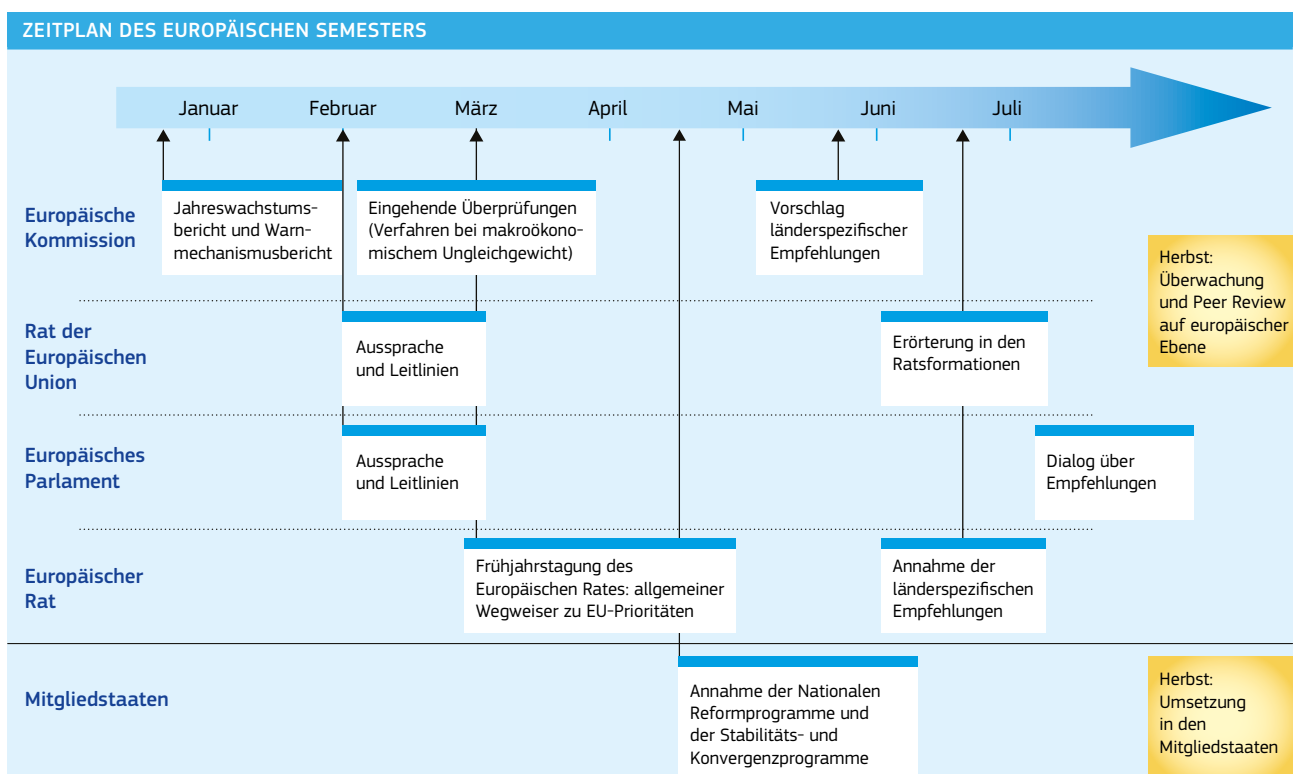 ZEITPLAN DES EUROPÄISCHEN SEMESTERS
Januar
Februar
März
April
Mai
Juni
Juli
Europäische
Kommission
Jahreswachstums-
bericht und Warn-
mechanismusbericht
Eingehende Überprüfungen
(Verfahren bei makroökono-
mischem Ungleichgewicht)
Vorschlag
länderspezifischer
Empfehlungen
Herbst:
Überwachung
und Peer Review
auf europäischer
Ebene
Rat der
Europäischen
Union
Aussprache
und Leitlinien
Erörterung in den
Ratsformationen
Europäisches
Parlament
Aussprache
und Leitlinien
Dialog über
Empfehlungen
Europäischer
Rat
Frühjahrstagung des
Europäischen Rates: allgemeiner
Wegweiser zu EU-Prioritäten
Annahme der
länderspezifischen
Empfehlungen
Mitgliedstaaten
Annahme der Nationalen
Reformprogramme und
der Stabilitäts- und
Konvergenzprogramme
Herbst:
Umsetzung
in den
Mitgliedstaaten